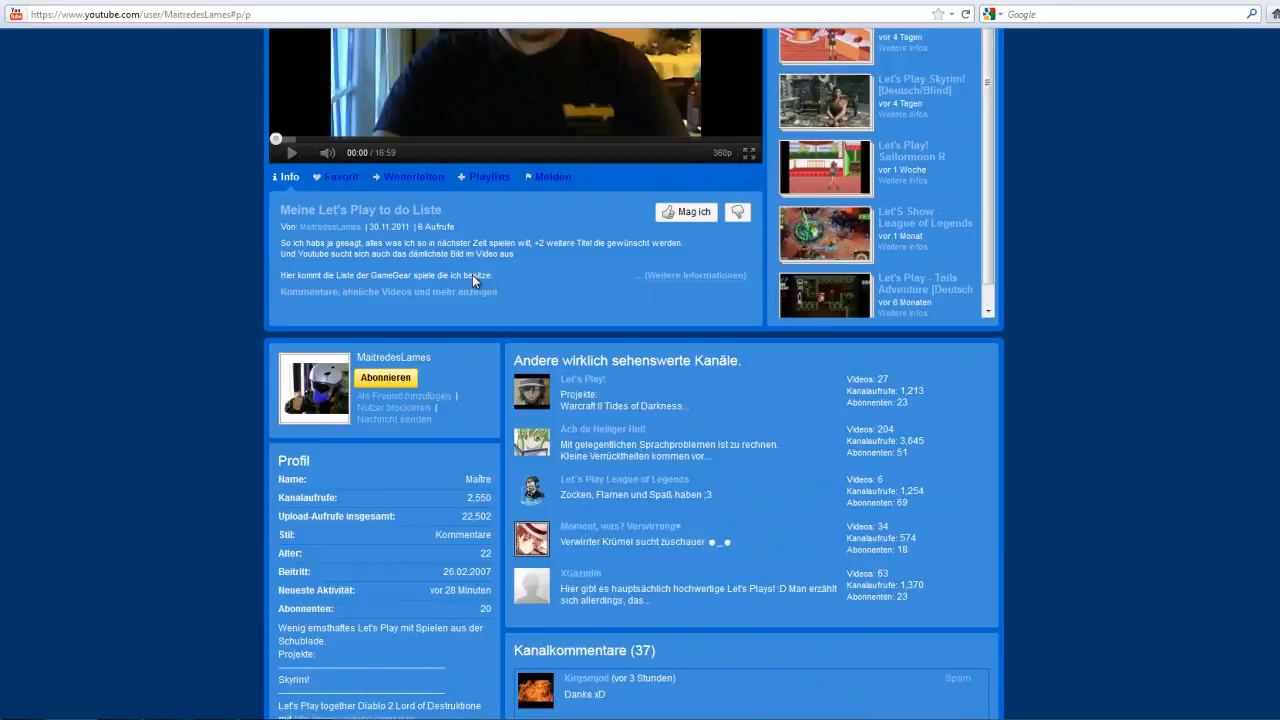 https://www.youtube.com/user/MaitredesLames#p/p
Google
00:00 / 16:59
360p
Info
Favorit
Weiterleiten
Playlists
Melden
Meine Let's Play to do Liste
Mag ich
Von: MaitredesLames | 30.11.2011 | 6 Aufrufe
So ich habs ja gesagt, alles was ich so in nächster Zeit spielen will, +2 weitere Titel die gewünscht werden.
Und Youtube sucht sich auch das dämlichste Bild im Video aus
Hier kommt die Liste der GameGear spiele die ich besitze:
... (Weitere Informationen)
Kommentare, ähnliche Videos und mehr anzeigen
vor 4 Tagen
Weitere Infos
Let's Play Skyrim!
[Deutsch/Blind]
vor 4 Tagen
Weitere Infos
Let's Play!
Sailormoon R
vor 1 Woche
Weitere Infos
Let'S Show -
League of Legends
vor 1 Monat
Weitere Infos
Let's Play - Tails
Adventure [Deutsch
vor 6 Monaten
Weitere Infos
MaitredesLames
Abonnieren
Als Freund hinzufügen |
Nutzer blockieren |
Nachricht senden
Profil
Name: Maître
Kanalaufrufe: 2,550
Upload-Aufrufe insgesamt: 22,502
Stil: Kommentare
Alter: 22
Beitritt: 26.02.2007
Neueste Aktivität: vor 28 Minuten
Abonnenten: 20
Wenig ernsthaftes Let's Play mit Spielen aus der
Schublade.
Projekte:
Skyrim!
Let's Play together Diablo 2 Lord of Destruktione
Andere wirklich sehenswerte Kanäle.
Let's Play!
Projekte:
Warcraft II Tides of Darkness...
Videos: 27
Kanalaufrufe: 1,213
Abonnenten: 23
Ach du Heiliger Hut!
Mit gelegentlichen Sprachproblemen ist zu rechnen.
Kleine Verrücktheiten kommen vor....
Videos: 204
Kanalaufrufe: 3,645
Abonnenten: 51
Let's Play League of Legends
Zocken, Flamen und Spaß haben ;3
Videos: 6
Kanalaufrufe: 1,254
Abonnenten: 69
Moment, was? Verwirrung♥
Verwirrter Krümel sucht zuschauer ☻_☻
Videos: 34
Kanalaufrufe: 574
Abonnenten: 18
XGazudin
Hier gibt es hauptsächlich hochwertige Let's Plays! :D Man erzählt
sich allerdings, das...
Videos: 63
Kanalaufrufe: 1,370
Abonnenten: 23
Kanalkommentare (37)
Kirgsmjod (vor 3 Stunden)
Spam
Danke xD